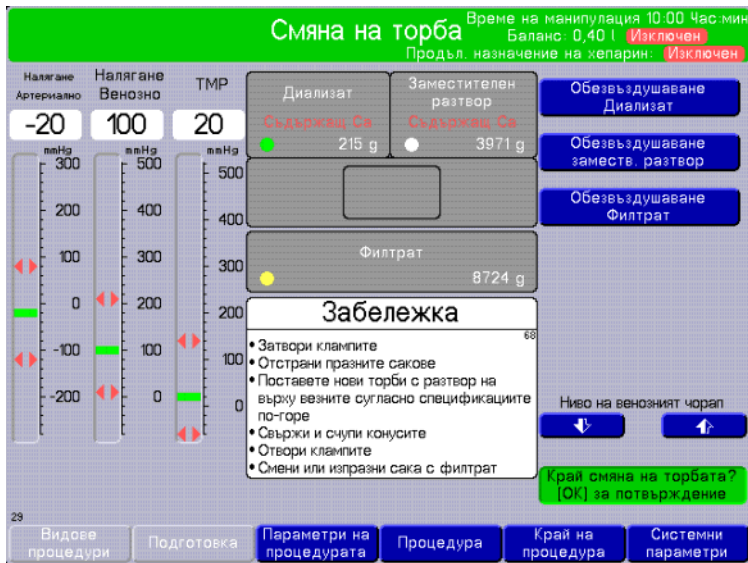 Смяна на торба
Време на манипулация 10:00 Час:мин
Баланс: 0,40 l Изключен
Продъл. назначение на хепарин: Изключен
Налягане
Артериално
Налягане
Венозно
TMP
-20
100
20
mmHg
mmHg
mmHg
300
200
100
0
-100
-200
500
400
300
200
100
0
500
400
300
200
100
0
Диализат
Съдържащ Ca
215 g
Заместителен
разтвор
Съдържащ Ca
3971 g
Филтрат
8724 g
Забележка
68
• Затвори клампите
• Отстрани празните сакове
• Поставете нови торби с разтвор на
върху везните сугласно спецификациите
по-горе
• Свържи и счупи конусите
• Отвори клампите
• Смени или изпразни сака с филтрат
Обезвъздушаване
Диализат
Обезвъздушаване
заместв. разтвор
Обезвъздушаване
Филтрат
Ниво на венозният чорап
Край смяна на торбата?
[OK] за потвърждение
29
Видове
процедури
Подготовка
Параметри на
процедурата
Процедура
Край на
процедура
Системни
параметри